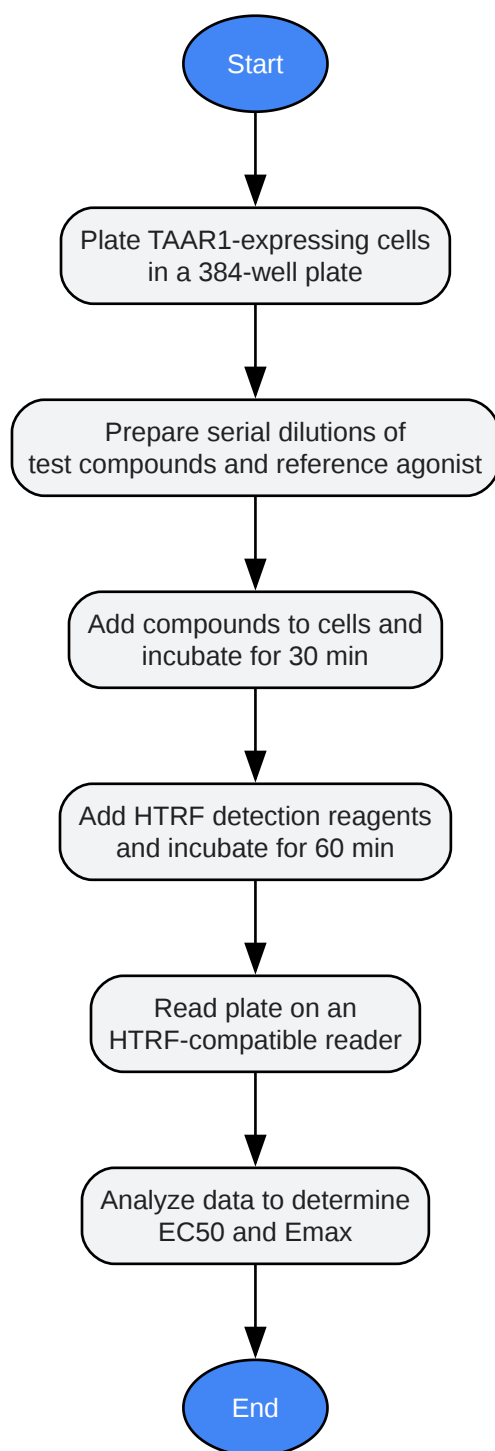 Start
Plate TAAR1-expressing cells
in a 384-well plate
Prepare serial dilutions of
test compounds and reference agonist
Add compounds to cells and
incubate for 30 min
Add HTRF detection reagents
and incubate for 60 min
Read plate on an
HTRF-compatible reader
Analyze data to determine
EC50 and Emax
End